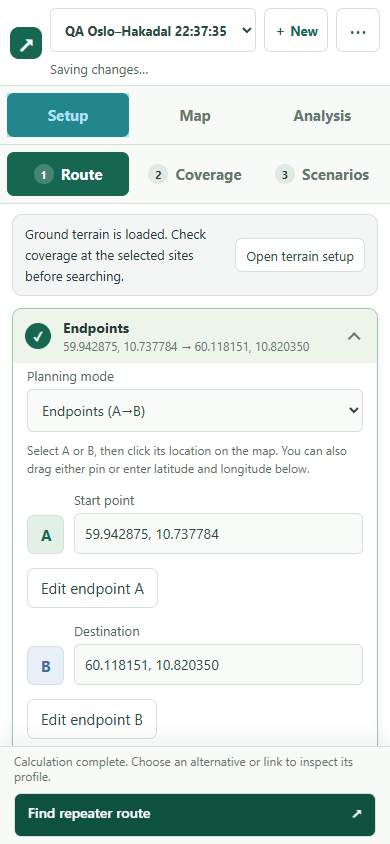 QA Oslo–Hakadal 22:37:35
+ New
...
Saving changes...
Setup
Map
Analysis
1 Route
2 Coverage
3 Scenarios
Ground terrain is loaded. Check
coverage at the selected sites
before searching.
Open terrain setup
Endpoints
59.942875, 10.737784 → 60.118151, 10.820350
Planning mode
Endpoints (A→B)
Select A or B, then click its location on the map. You can also
drag either pin or enter latitude and longitude below.
Start point
A
59.942875, 10.737784
Edit endpoint A
Destination
B
60.118151, 10.820350
Edit endpoint B
Calculation complete. Choose an alternative or link to inspect its
profile.
Find repeater route ↗